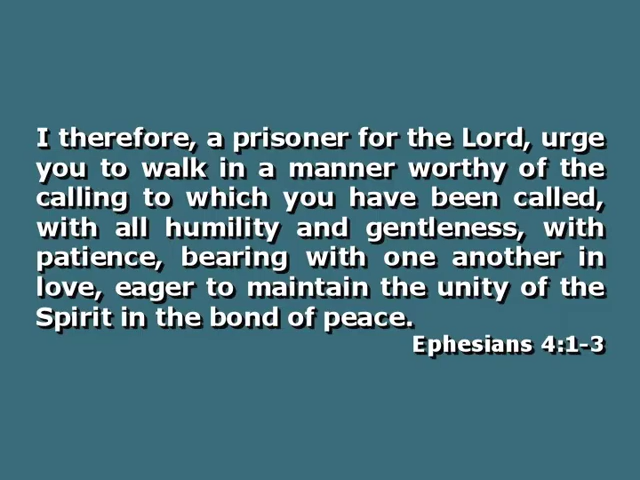 I therefore, a prisoner for the Lord, urge
you to walk in a manner worthy of the
calling to which you have been called,
with all humility and gentleness, with
patience, bearing with one another in
love, eager to maintain the unity of the
Spirit in the bond of peace.
Ephesians 4:1-3